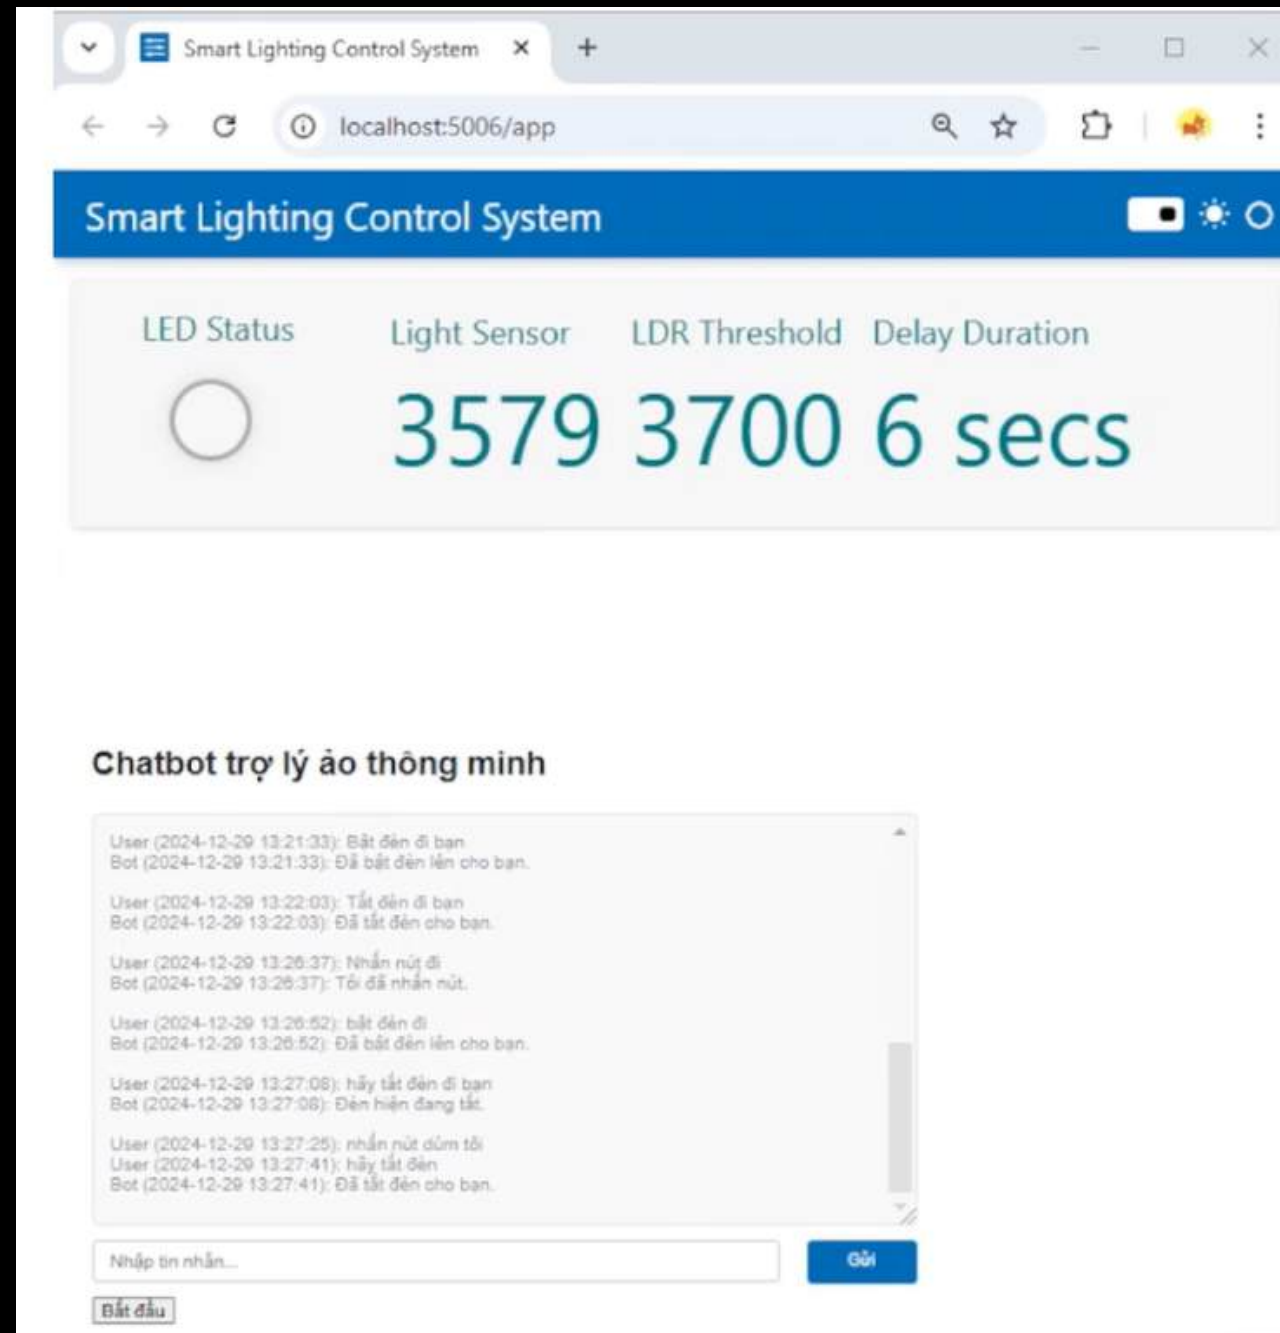 Smart Lighting Control System
localhost:5006/app
Smart Lighting Control System
LED Status Light Sensor LDR Threshold Delay Duration
3579 3700 6 secs
Chatbot trợ lý ảo thông minh
User (2024-12-29 13:21:33): Bật đèn đi bạn
Bot (2024-12-29 13:21:33): Đã bật đèn lên cho bạn.
User (2024-12-29 13:22:03): Tắt đèn đi bạn
Bot (2024-12-29 13:22:03): Đã tắt đèn cho bạn.
User (2024-12-29 13:26:37): Nhấn nút đi
Bot (2024-12-29 13:26:37): Tôi đã nhấn nút.
User (2024-12-29 13:26:52): bật đèn đi
Bot (2024-12-29 13:26:52): Đã bật đèn lên cho bạn.
User (2024-12-29 13:27:08): hãy tắt đèn đi bạn
Bot (2024-12-29 13:27:08): Đèn hiện đang tắt.
User (2024-12-29 13:27:25): nhấn nút dùm tôi
User (2024-12-29 13:27:41): hãy tắt đèn
Bot (2024-12-29 13:27:41): Đã tắt đèn cho bạn.
Nhập tin nhắn...
Gửi
Bắt đầu